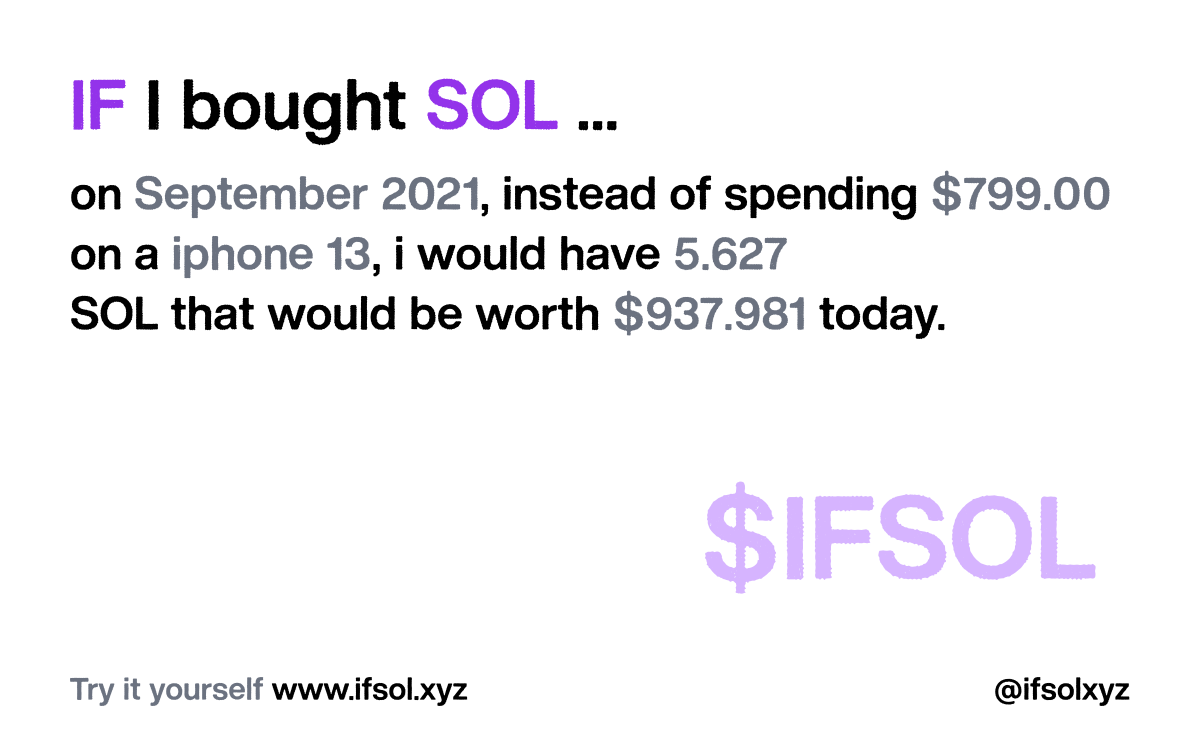 IF I bought SOL ...
on September 2021, instead of spending $799.00
on a iphone 13, i would have 5.627
SOL that would be worth $937.981 today.
$IFSOL
Try it yourself www.ifsol.xyz
@ifsolxyz